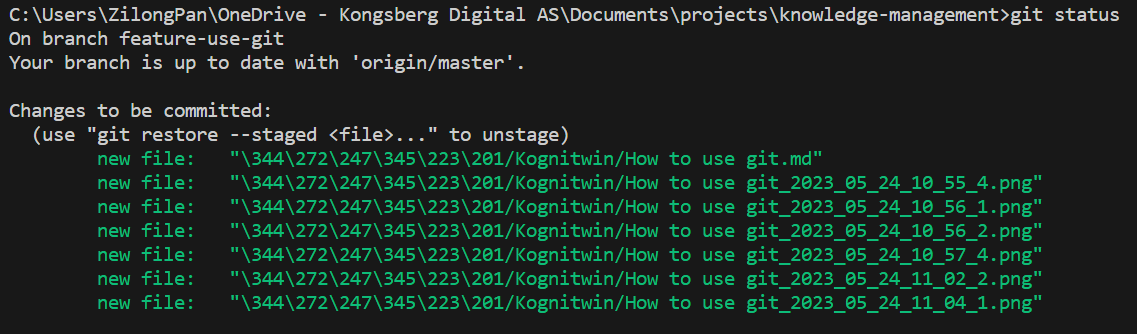 C:\Users\ZilongPan\OneDrive - Kongsberg Digital AS\Documents\projects\knowledge-management>git status
On branch feature-use-git
Your branch is up to date with 'origin/master'.
Changes to be committed:
(use "git restore --staged <file>..." to unstage)
new file:   "\344\272\247\345\223\201/Kognitwin/How to use git.md"
new file:   "\344\272\247\345\223\201/Kognitwin/How to use git_2023_05_24_10_55_4.png"
new file:   "\344\272\247\345\223\201/Kognitwin/How to use git_2023_05_24_10_56_1.png"
new file:   "\344\272\247\345\223\201/Kognitwin/How to use git_2023_05_24_10_56_2.png"
new file:   "\344\272\247\345\223\201/Kognitwin/How to use git_2023_05_24_10_57_4.png"
new file:   "\344\272\247\345\223\201/Kognitwin/How to use git_2023_05_24_11_02_2.png"
new file:   "\344\272\247\345\223\201/Kognitwin/How to use git_2023_05_24_11_04_1.png"